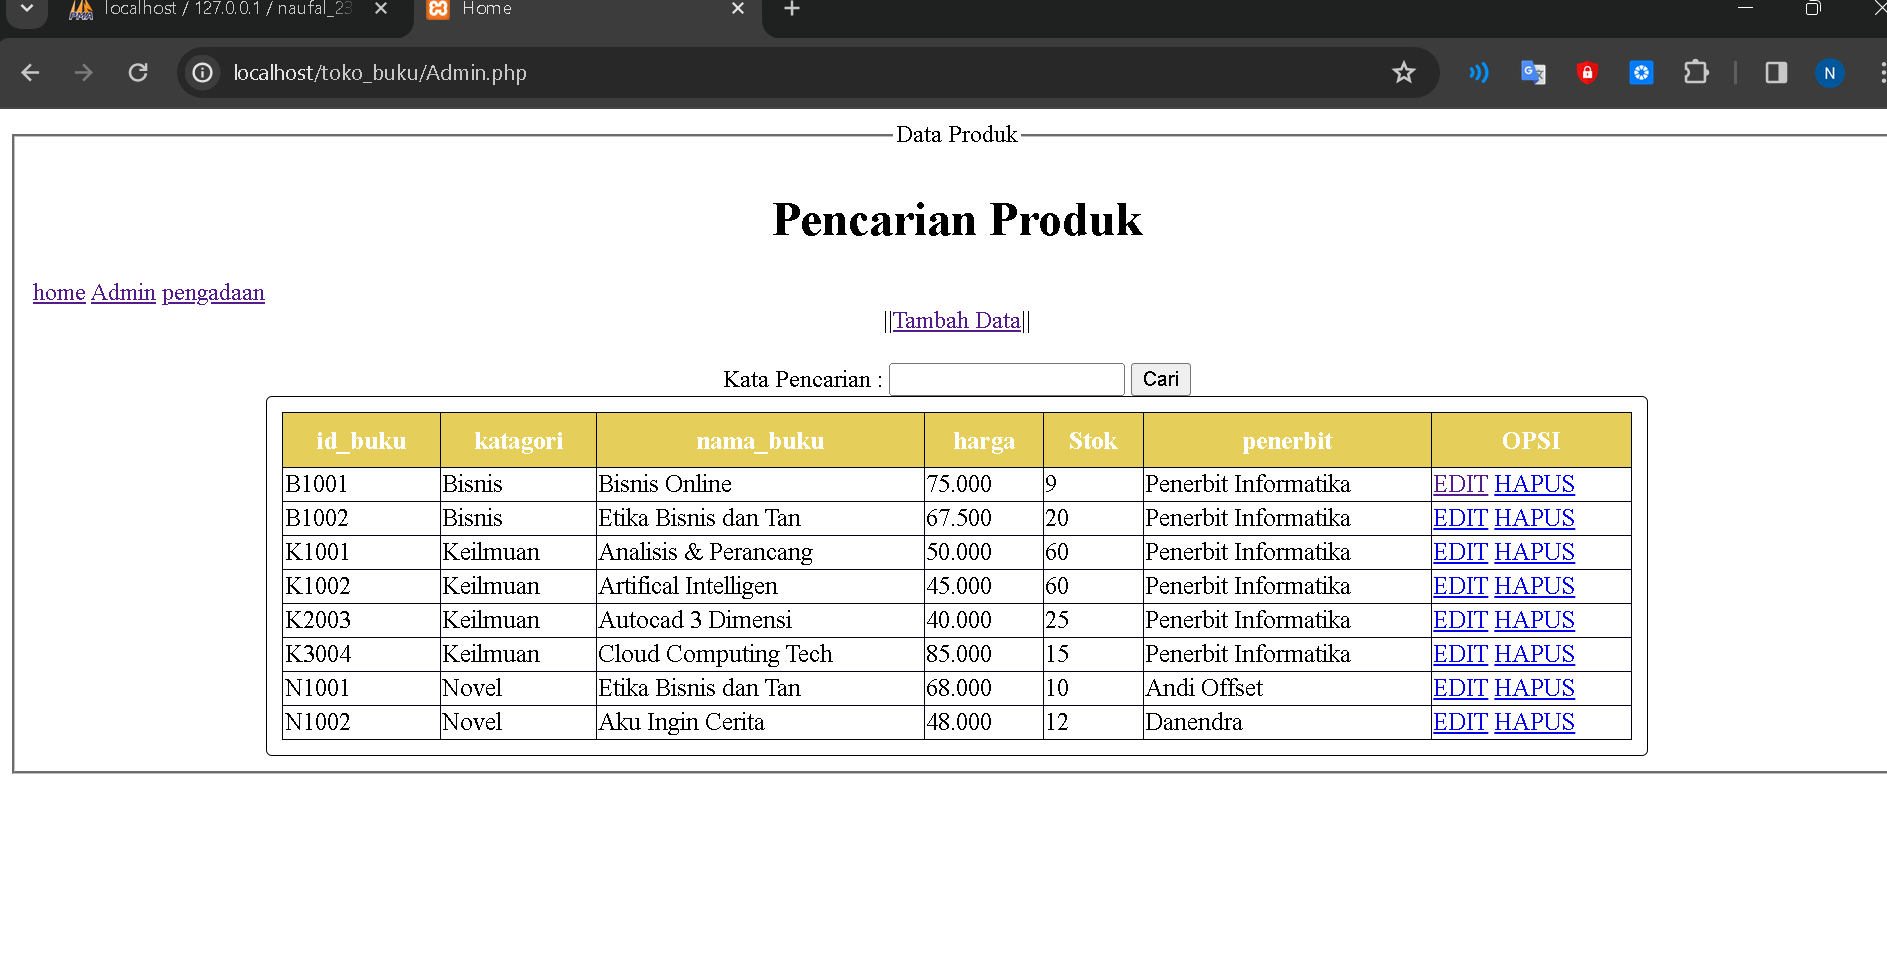 localhost / 127.0.0.1 / naufal_23
Home
localhost/toko_buku/Admin.php
N
Data Produk
Pencarian Produk
home Admin pengadaan
||Tambah Data||
Kata Pencarian : Cari
id_buku katagori nama_buku harga Stok penerbit OPSI
B1001 Bisnis Bisnis Online 75.000 9 Penerbit Informatika EDIT HAPUS
B1002 Bisnis Etika Bisnis dan Tan 67.500 20 Penerbit Informatika EDIT HAPUS
K1001 Keilmuan Analisis & Perancang 50.000 60 Penerbit Informatika EDIT HAPUS
K1002 Keilmuan Artifical Intelligen 45.000 60 Penerbit Informatika EDIT HAPUS
K2003 Keilmuan Autocad 3 Dimensi 40.000 25 Penerbit Informatika EDIT HAPUS
K3004 Keilmuan Cloud Computing Tech 85.000 15 Penerbit Informatika EDIT HAPUS
N1001 Novel Etika Bisnis dan Tan 68.000 10 Andi Offset EDIT HAPUS
N1002 Novel Aku Ingin Cerita 48.000 12 Danendra EDIT HAPUS